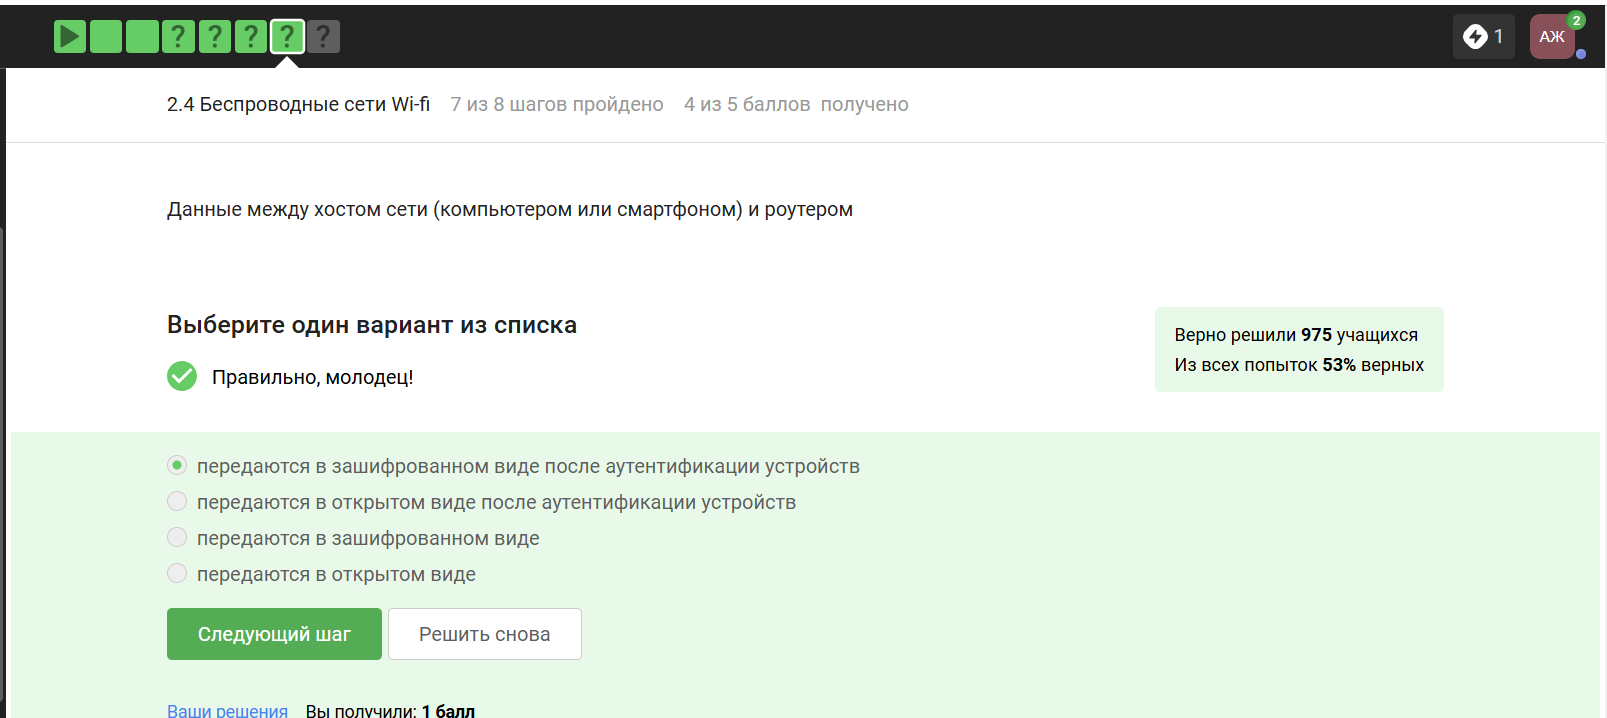 ? ? ? ? ?
1
АЖ
2
2.4 Беспроводные сети Wi-fi 7 из 8 шагов пройдено 4 из 5 баллов получено
Данные между хостом сети (компьютером или смартфоном) и роутером
Выберите один вариант из списка
Верно решили 975 учащихся
Из всех попыток 53% верных
Правильно, молодец!
передаются в зашифрованном виде после аутентификации устройств
передаются в открытом виде после аутентификации устройств
передаются в зашифрованном виде
передаются в открытом виде
Следующий шаг Решить снова
Ваши решения Вы получили: 1 балл